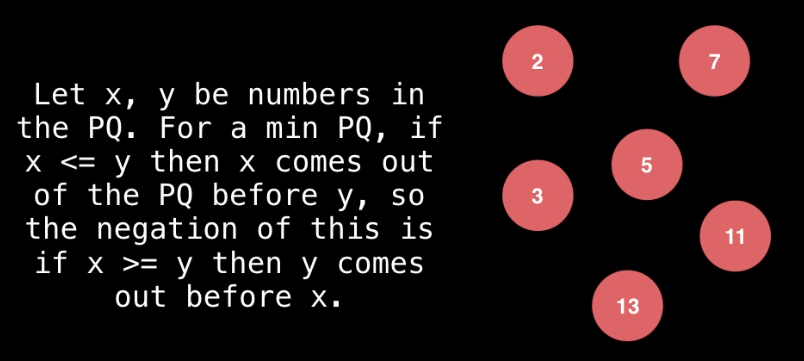 Let x, y be numbers in
the PQ. For a min PQ, if
x <= y then x comes out
of the PQ before y, so
the negation of this is
if x >= y then y comes
out before x.
2
7
5
3
11
13